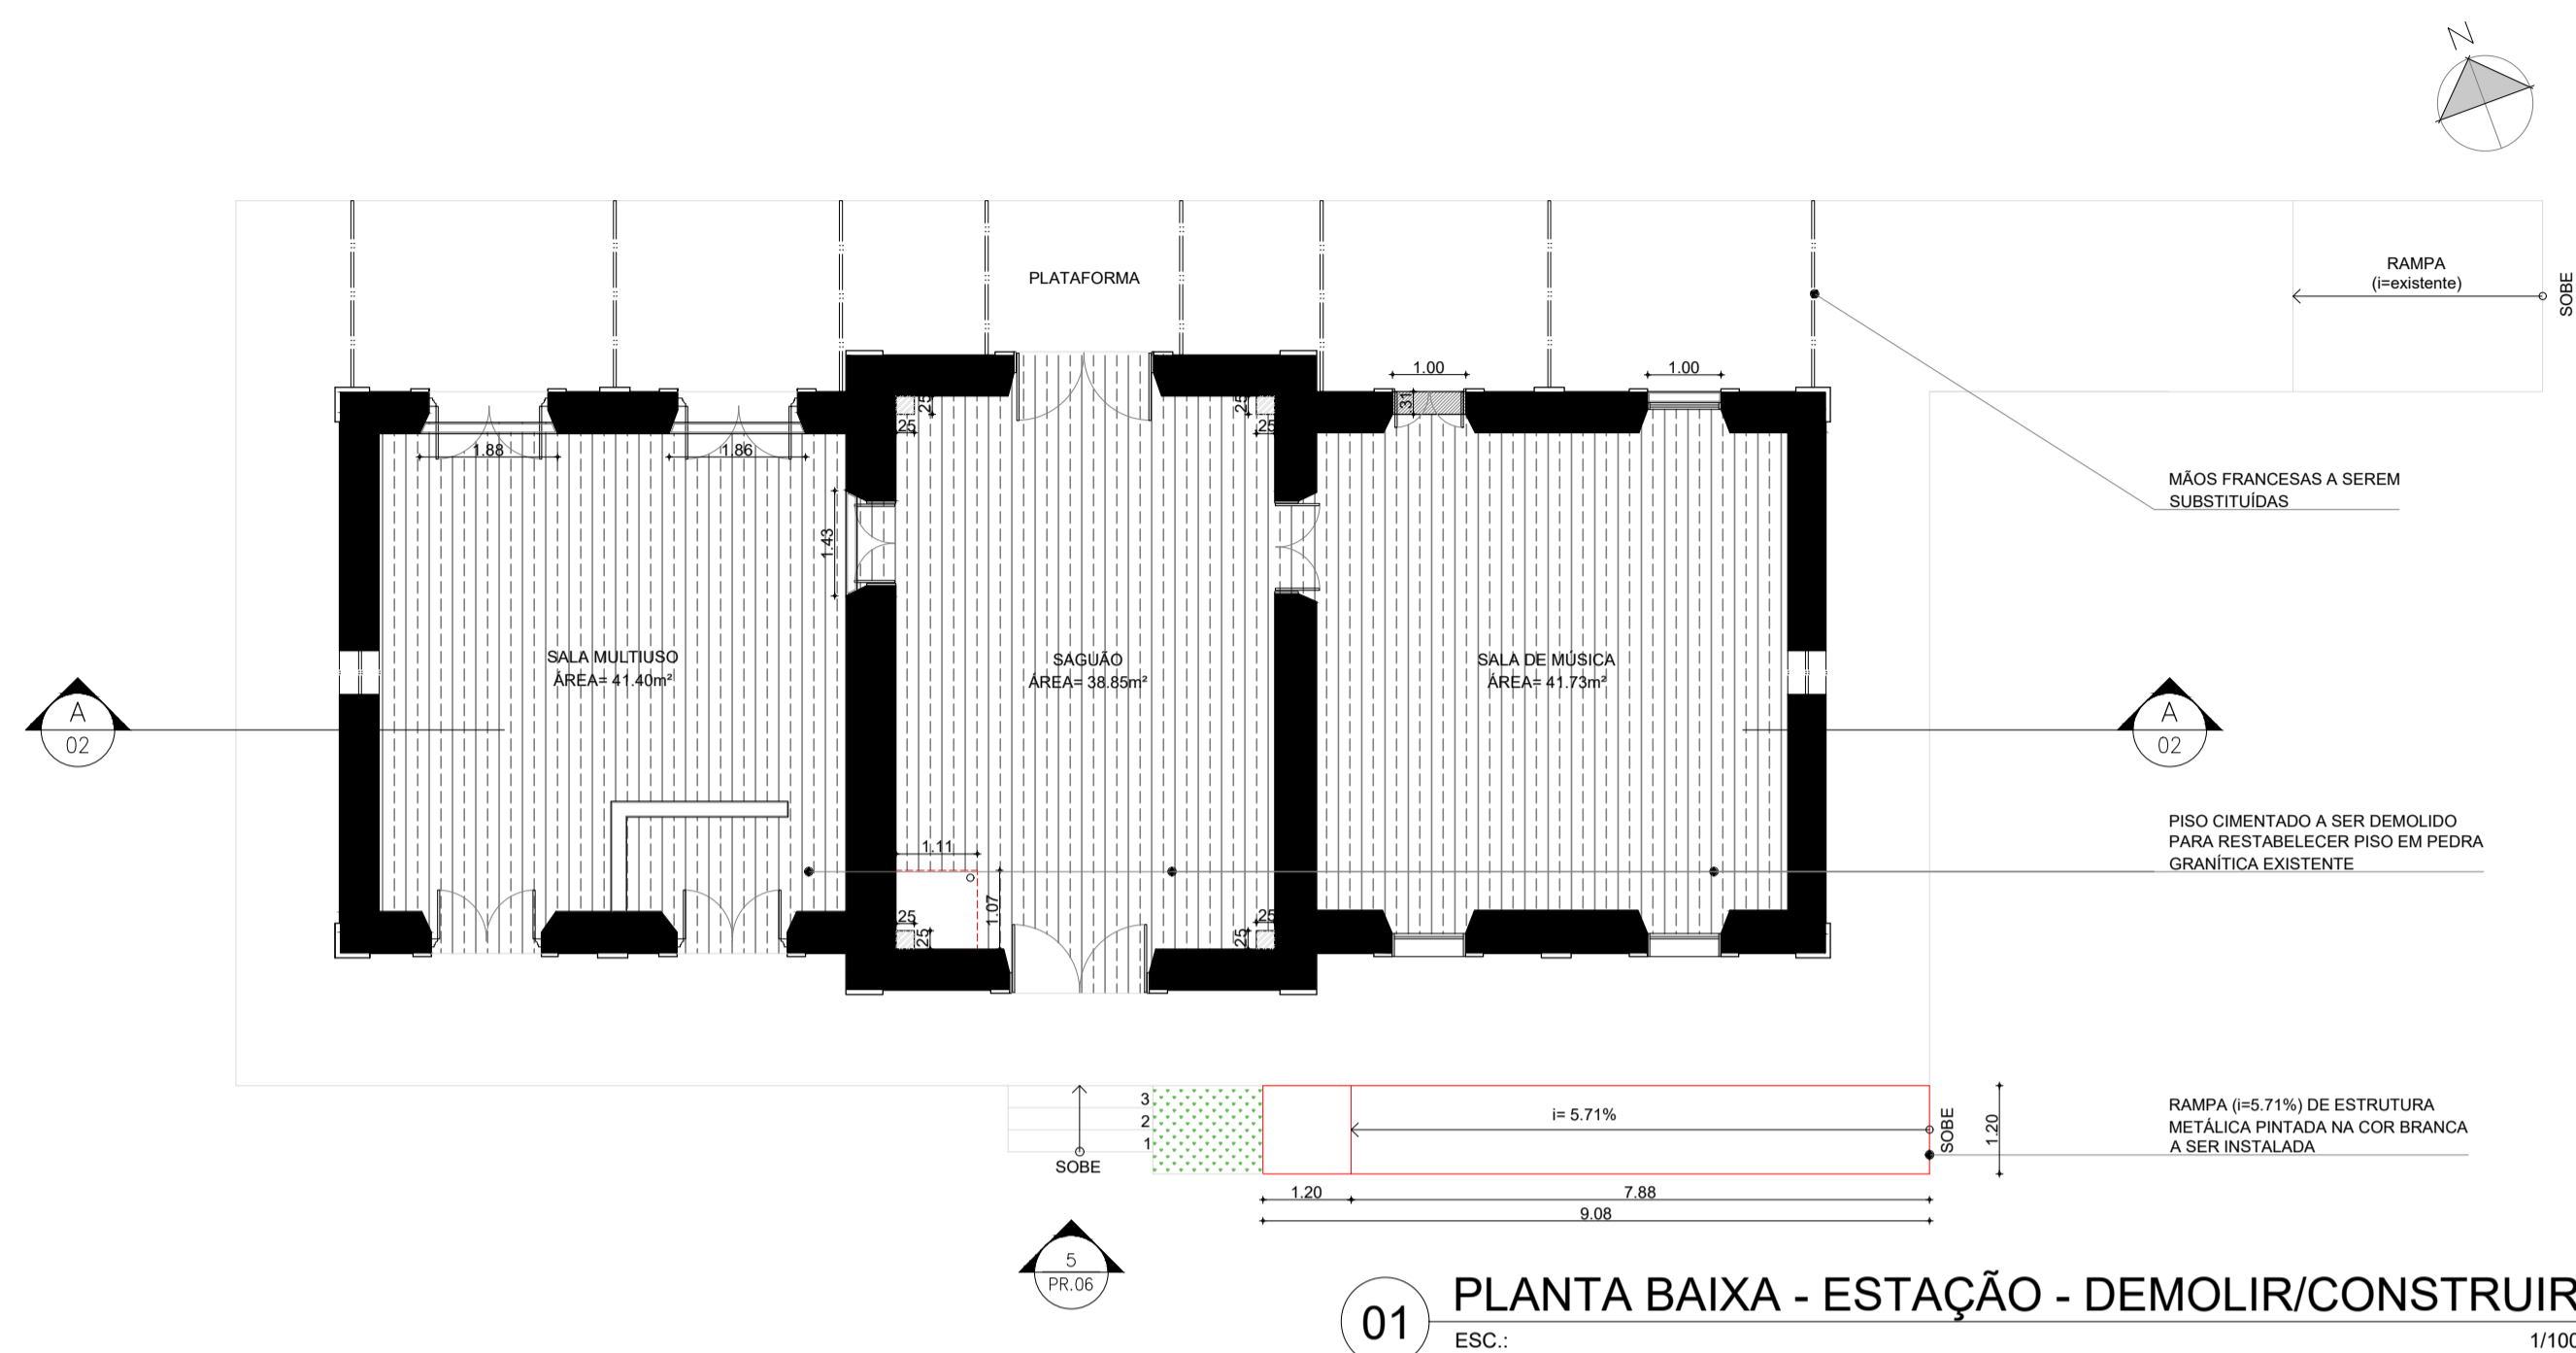 N
PLATAFORMA
RAMPA
(i=existente)
SOBE
1.00
1.00
.31
25
25
25
25
1.88
1.86
1.43
MÃOS FRANCESAS A SEREM
SUBSTITUÍDAS
SALA MULTIUSO
ÁREA= 41.40m²
SAGUÃO
ÁREA= 38.85m²
SALA DE MÚSICA
ÁREA= 41.73m²
A
02
A
02
PISO CIMENTADO A SER DEMOLIDO
PARA RESTABELECER PISO EM PEDRA
GRANÍTICA EXISTENTE
1.11
1.07
25
25
25
25
3
2
1
SOBE
i= 5.71%
SOBE
1.20
RAMPA (i=5.71%) DE ESTRUTURA
METÁLICA PINTADA NA COR BRANCA
A SER INSTALADA
1.20
7.88
9.08
5
PR.06
01
PLANTA BAIXA - ESTAÇÃO - DEMOLIR/CONSTRUIR
ESC.:
1/100